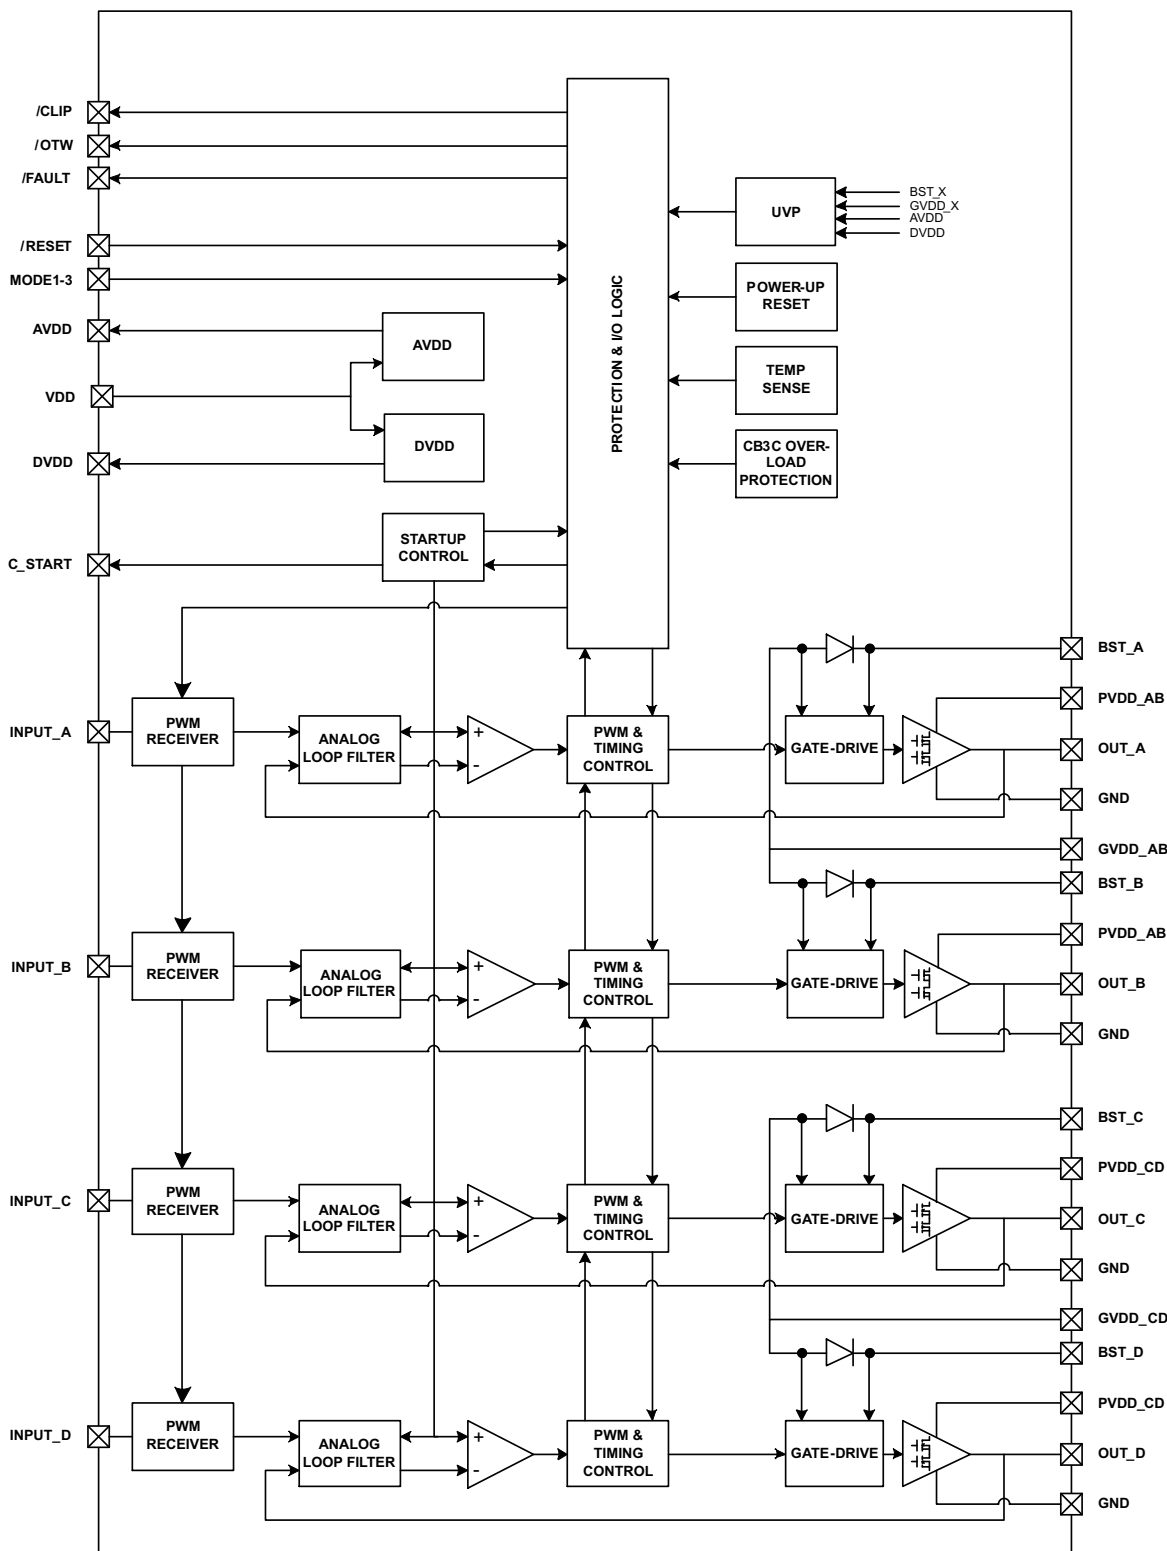 /CLIP
/OTW
/FAULT
UVP
BST_X
GVDD_X
AVDD
DVDD
/RESET
MODE1-3
POWER-UP
RESET
AVDD
AVDD
TEMP
SENSE
VDD
PROTECTION & I/O LOGIC
DVDD
DVDD
CB3C OVER-
LOAD
PROTECTION
C_START
STARTUP
CONTROL
BST_A
PVDD_AB
INPUT_A
PWM
RECEIVER
ANALOG
LOOP FILTER
+
-
PWM &
TIMING
CONTROL
GATE-DRIVE
OUT_A
GND
GVDD_AB
BST_B
PVDD_AB
INPUT_B
PWM
RECEIVER
ANALOG
LOOP FILTER
+
-
PWM &
TIMING
CONTROL
GATE-DRIVE
OUT_B
GND
BST_C
PVDD_CD
INPUT_C
PWM
RECEIVER
ANALOG
LOOP FILTER
+
-
PWM &
TIMING
CONTROL
GATE-DRIVE
OUT_C
GND
GVDD_CD
BST_D
PVDD_CD
INPUT_D
PWM
RECEIVER
ANALOG
LOOP FILTER
+
-
PWM &
TIMING
CONTROL
GATE-DRIVE
OUT_D
GND